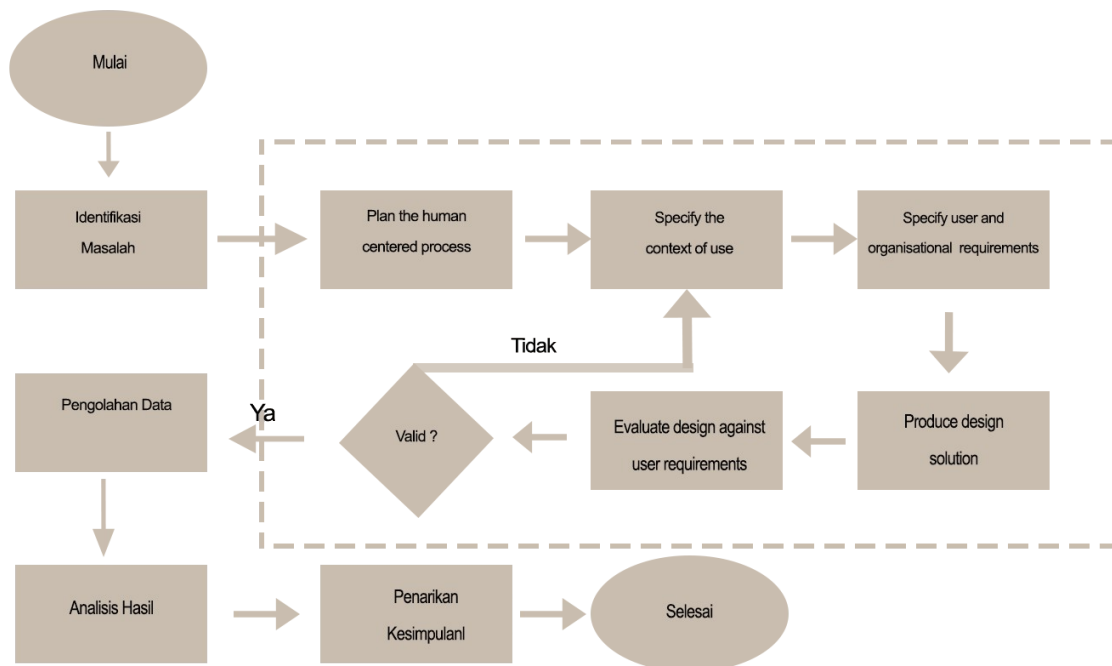 Mulai
Identifikasi
Masalah
Plan the human
centered process
Specify the
context of use
Specify user and
organisational requirements
Tidak
Pengolahan Data
Ya
Valid ?
Evaluate design against
user requirements
Produce design
solution
Analisis Hasil
Penarikan
Kesimpulanl
Selesai